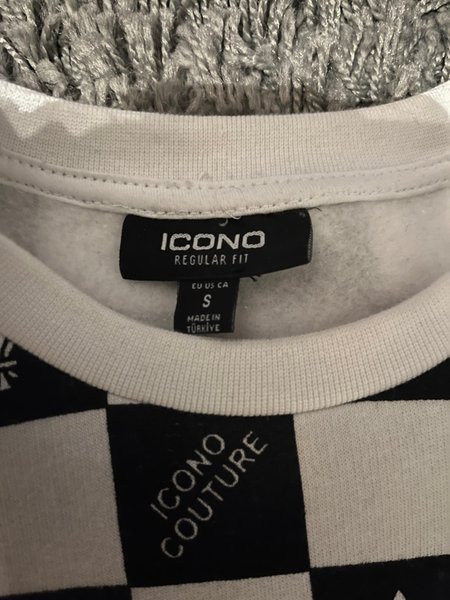 ICONO
REGULAR FIT
EU US CA
S
MADE IN
TÜRKİYE
ICONO
COUTURE